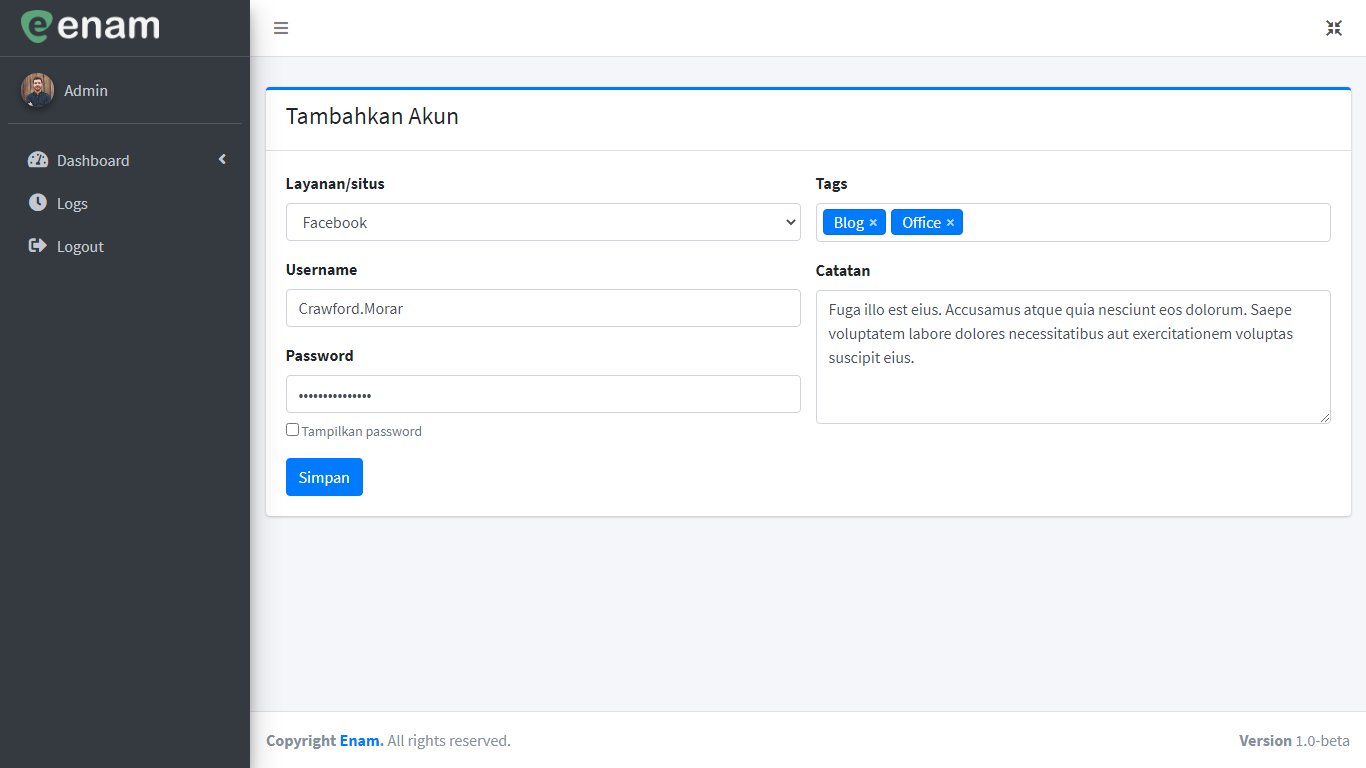 enam
Admin
Dashboard
Logs
Logout
Tambahkan Akun
Layanan/situs
Facebook
Username
Crawford.Morar
Password
•••••••••••••••
Tampilkan password
Simpan
Tags
Blog × Office ×
Catatan
Fuga illo est eius. Accusamus atque quia nesciunt eos dolorum. Saepe
voluptatem labore dolores necessitatibus aut exercitationem voluptas
suscipit eius.
Copyright Enam. All rights reserved.
Version 1.0-beta